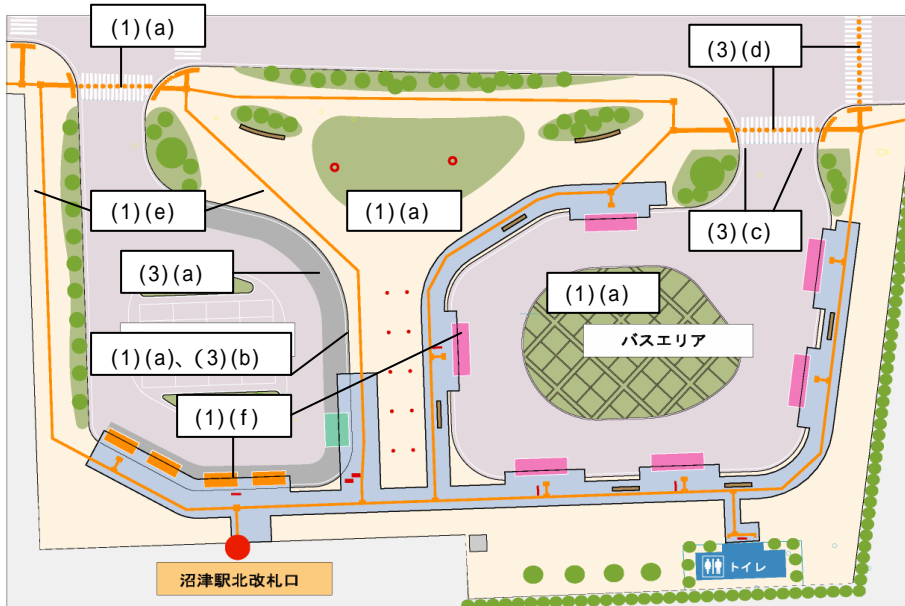 (1)(a)
(3)(d)
(1)(e)
(1)(a)
(3)(c)
(3)(a)
(1)(a)
(1)(a)、(3)(b)
バスエリア
(1)(f)
沼津駅北改札口
トイレ